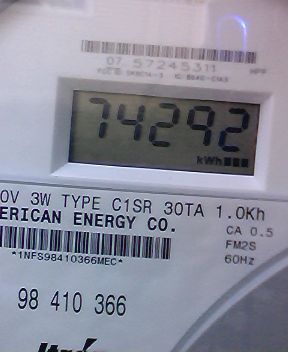 07 57245311
74292
kWh
0V 3W TYPE C1SR 30TA 1.0Kh
ERICAN ENERGY CO.
CA 0.5
FM2S
*1NFS98410366MEC*
60Hz
98 410 366